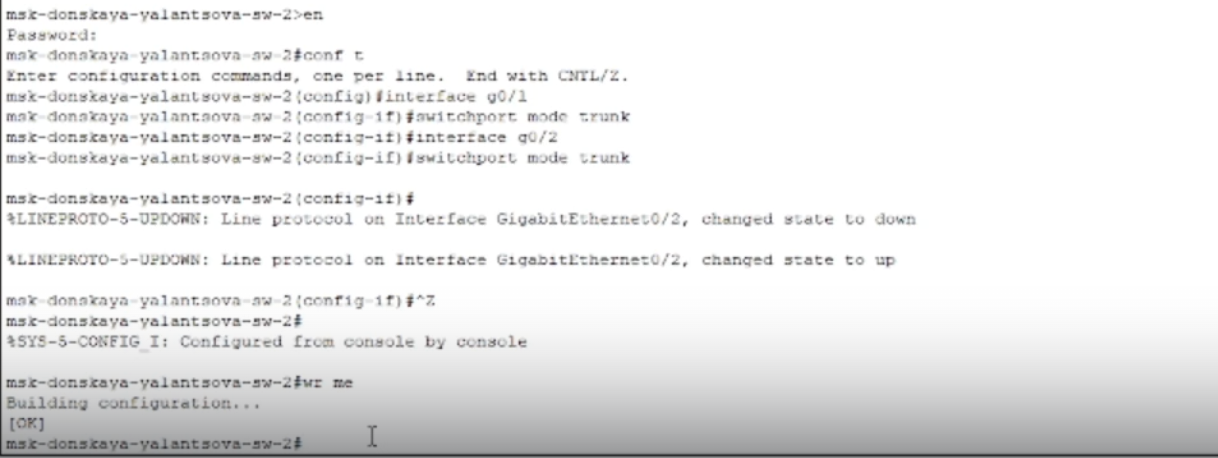 msk-donskaya-yalantsova-sw-2>en
Password:
msk-donskaya-yalantsova-sw-2#conf t
Enter configuration commands, one per line.  End with CNTL/Z.
msk-donskaya-yalantsova-sw-2(config)#interface g0/1
msk-donskaya-yalantsova-sw-2(config-if)#switchport mode trunk
msk-donskaya-yalantsova-sw-2(config-if)#interface g0/2
msk-donskaya-yalantsova-sw-2(config-if)#switchport mode trunk
msk-donskaya-yalantsova-sw-2(config-if)#
%LINEPROTO-5-UPDOWN: Line protocol on Interface GigabitEthernet0/2, changed state to down
%LINEPROTO-5-UPDOWN: Line protocol on Interface GigabitEthernet0/2, changed state to up
msk-donskaya-yalantsova-sw-2(config-if)#^Z
msk-donskaya-yalantsova-sw-2#
%SYS-5-CONFIG_I: Configured from console by console
msk-donskaya-yalantsova-sw-2#wr me
Building configuration...
[OK]
msk-donskaya-yalantsova-sw-2#